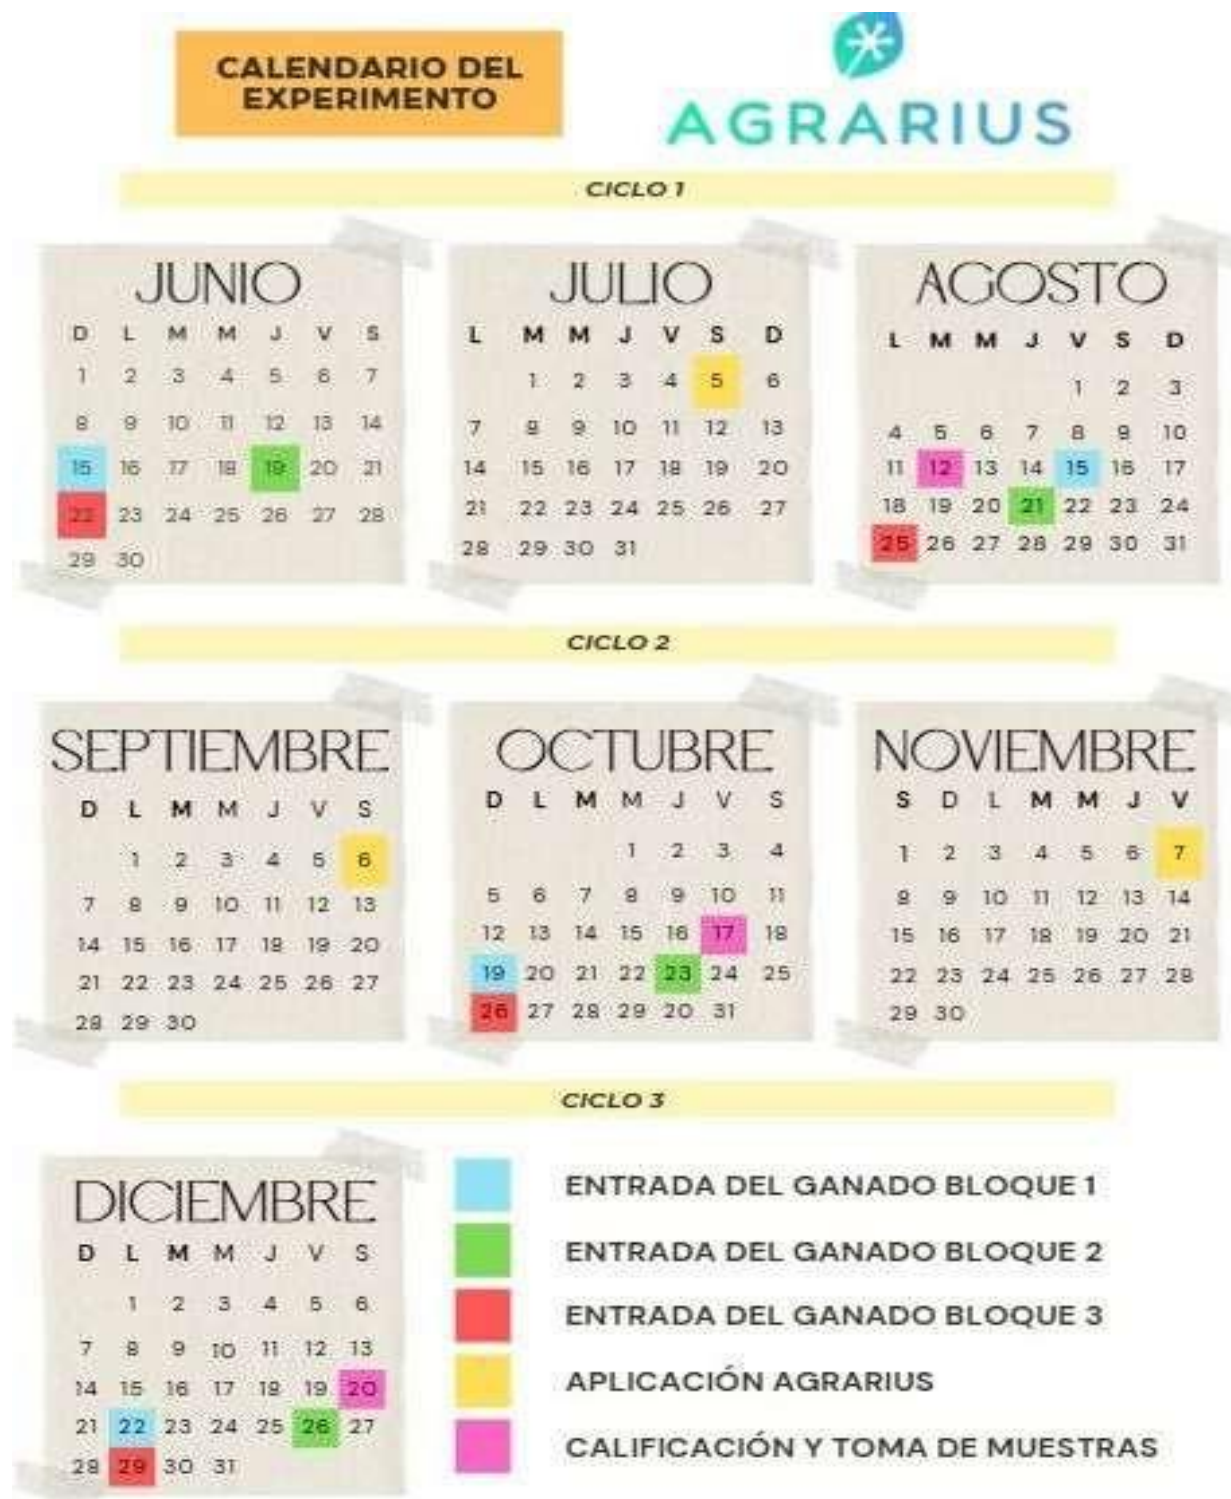 CALENDARIO DEL
EXPERIMENTO
AGRARIUS
CICLO 1
JUNIO
D L M M J V S
1 2 3 4 5 6 7
8 9 10 11 12 13 14
15 16 17 18 19 20 21
22 23 24 25 26 27 28
29 30
JULIO
L M M J V S D
1 2 3 4 5 6
7 8 9 10 11 12 13
14 15 16 17 18 19 20
21 22 23 24 25 26 27
28 29 30 31
AGOSTO
L M M J V S D
1 2 3
4 5 6 7 8 9 10
11 12 13 14 15 16 17
18 19 20 21 22 23 24
25 26 27 28 29 30 31
CICLO 2
SEPTIEMBRE
D L M M J V S
1 2 3 4 5 6
7 8 9 10 11 12 13
14 15 16 17 18 19 20
21 22 23 24 25 26 27
28 29 30
OCTUBRE
D L M M J V S
1 2 3 4
5 6 7 8 9 10 11
12 13 14 15 16 17 18
19 20 21 22 23 24 25
26 27 28 29 20 31
NOVIEMBRE
S D L M M J V
1 2 3 4 5 6 7
8 9 10 11 12 13 14
15 16 17 18 19 20 21
22 23 24 25 26 27 28
29 30
CICLO 3
DICIEMBRE
D L M M J V S
1 2 3 4 5 6
7 8 9 10 11 12 13
14 15 16 17 18 19 20
21 22 23 24 25 26 27
28 29 30 31
ENTRADA DEL GANADO BLOQUE 1
ENTRADA DEL GANADO BLOQUE 2
ENTRADA DEL GANADO BLOQUE 3
APLICACIÓN AGRARIUS
CALIFICACIÓN Y TOMA DE MUESTRAS